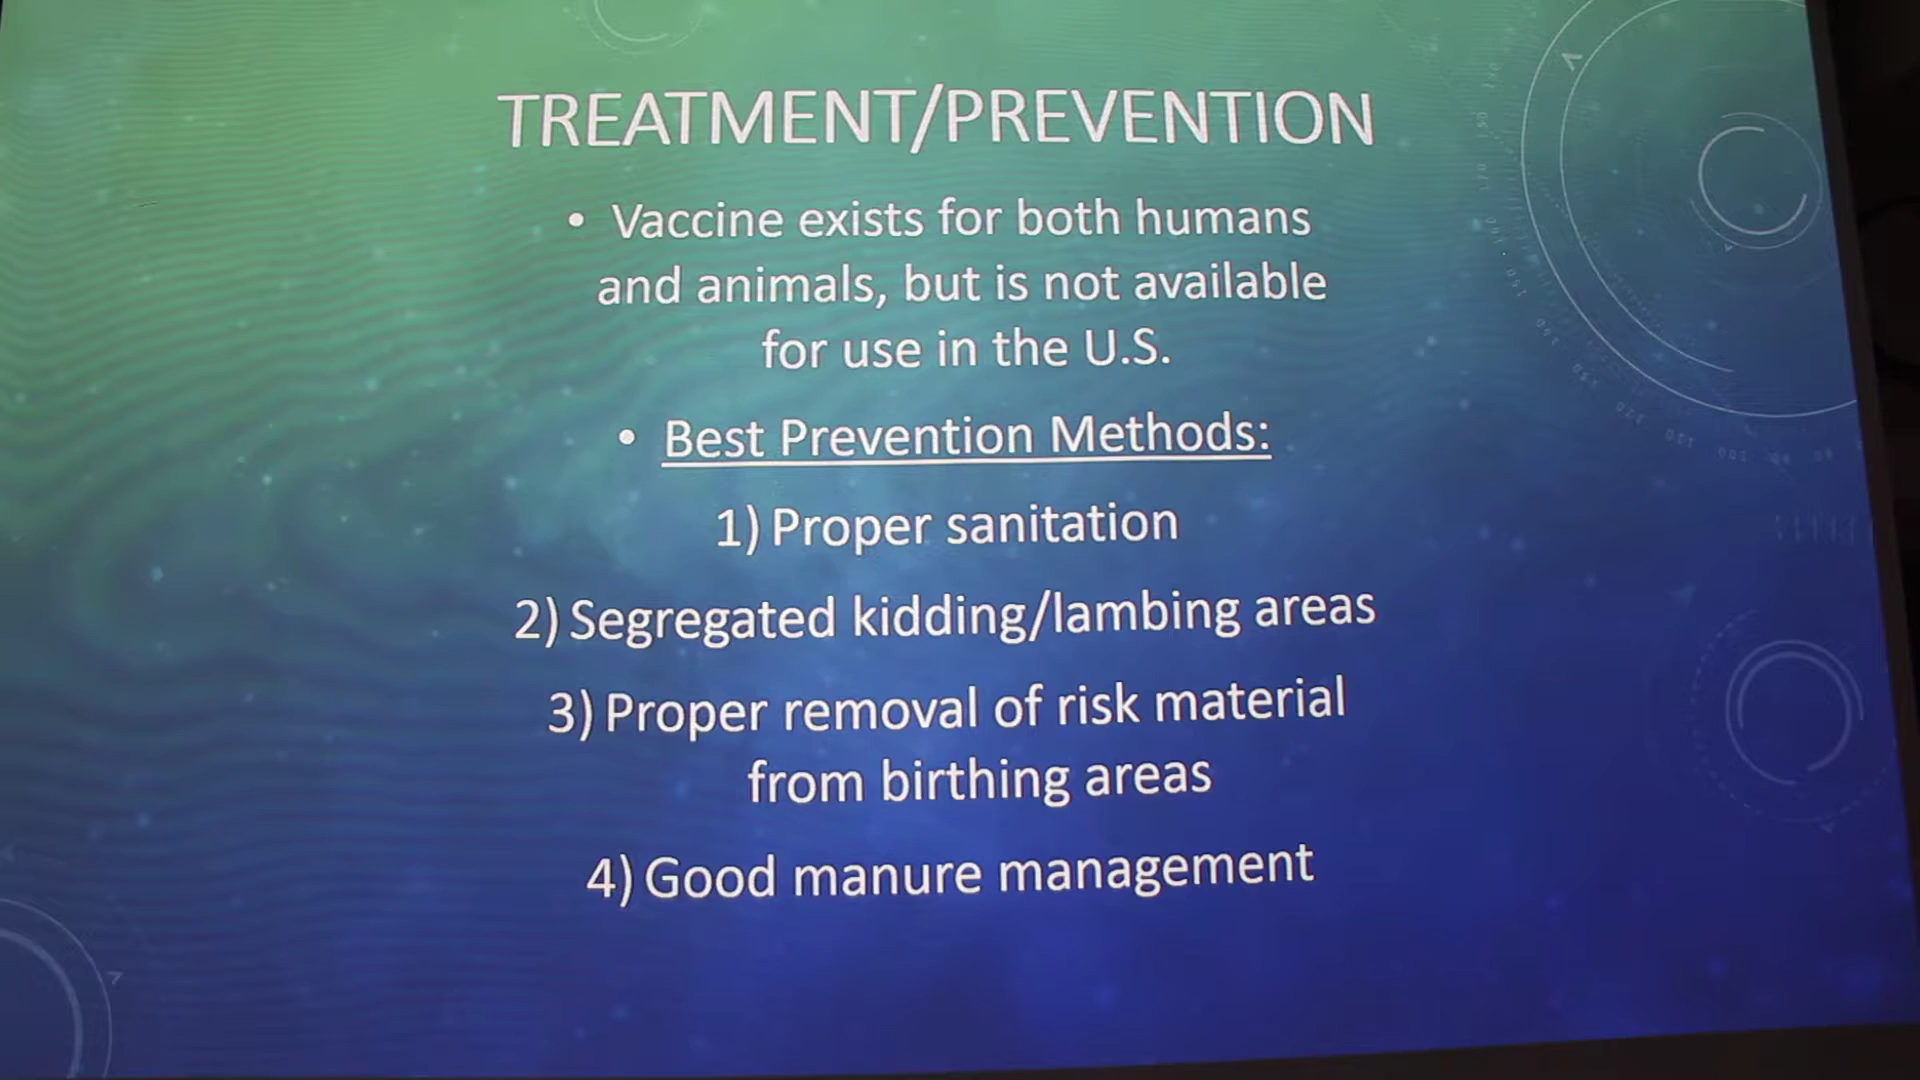 TREATMENT/PREVENTION
• Vaccine exists for both humans
and animals, but is not available
for use in the U.S.
• Best Prevention Methods:
1) Proper sanitation
2) Segregated kidding/lambing areas
3) Proper removal of risk material
from birthing areas
4) Good manure management